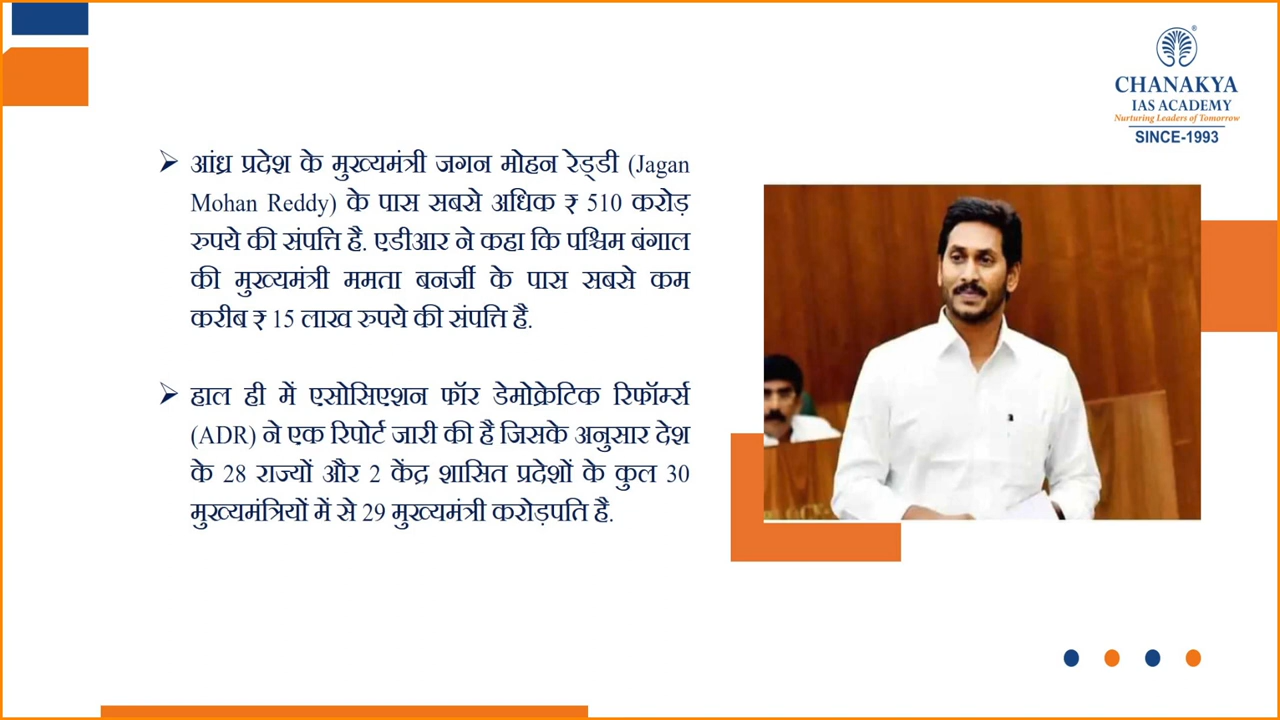 CHANAKYA
IAS ACADEMY
Nurturing Leaders of Tomorrow
SINCE-1993
➢ आंध्र प्रदेश के मुख्यमंत्री जगन मोहन रेड्डी (Jagan
Mohan Reddy) के पास सबसे अधिक ₹ 510 करोड़
रुपये की संपत्ति है. एडीआर ने कहा कि पश्चिम बंगाल
की मुख्यमंत्री ममता बनर्जी के पास सबसे कम
करीब ₹ 15 लाख रुपये की संपत्ति है.
➢ हाल ही में एसोसिएशन फॉर डेमोक्रेटिक रिफॉर्म्स
(ADR) ने एक रिपोर्ट जारी की है जिसके अनुसार देश
के 28 राज्यों और 2 केंद्र शासित प्रदेशों के कुल 30
मुख्यमंत्रियों में से 29 मुख्यमंत्री करोड़पति है.